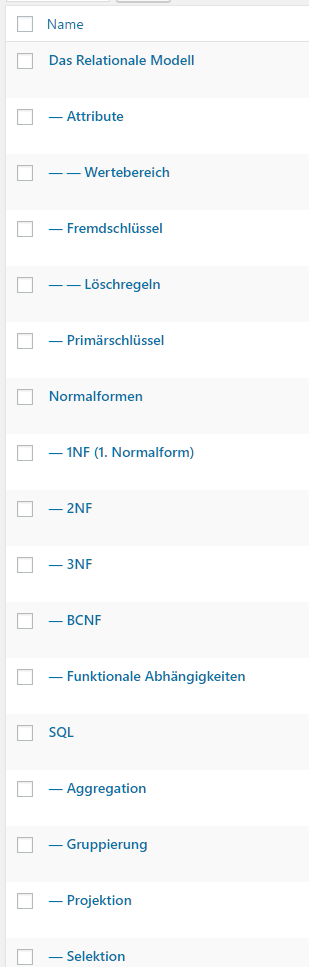 Name
Das Relationale Modell
— Attribute
— — Wertebereich
— Fremdschlüssel
— — Löschregeln
— Primärschlüssel
Normalformen
— 1NF (1. Normalform)
— 2NF
— 3NF
— BCNF
— Funktionale Abhängigkeiten
SQL
— Aggregation
— Gruppierung
— Projektion
— Selektion